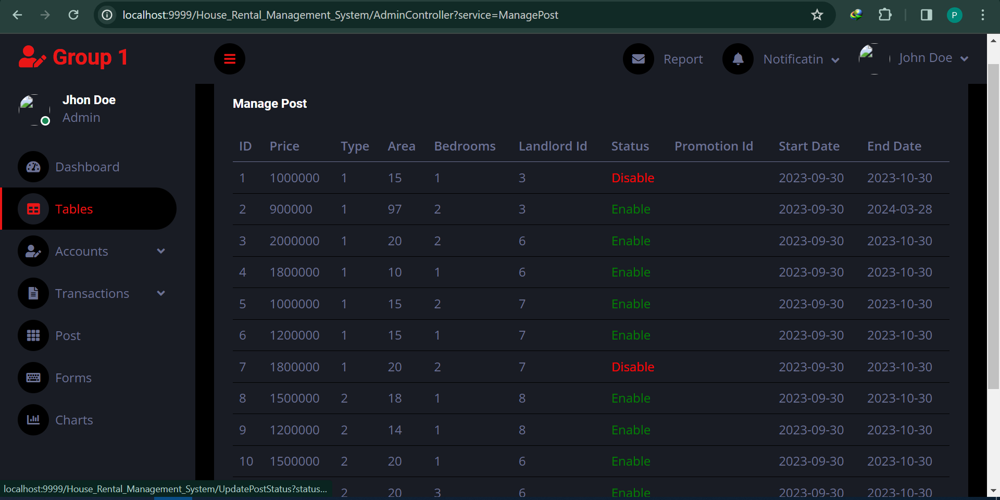 localhost:9999/House_Rental_Management_System/AdminController?service=ManagePost
P
Group 1
Report
Notificatin
John Doe
Jhon Doe
Admin
Dashboard
Tables
Accounts
Transactions
Post
Forms
Charts
Manage Post
ID Price Type Area Bedrooms Landlord Id Status Promotion Id Start Date End Date
1 1000000 1 15 1 3 Disable 2023-09-30 2023-10-30
2 900000 1 97 2 3 Enable 2023-09-30 2024-03-28
3 2000000 1 20 2 6 Enable 2023-09-30 2023-10-30
4 1800000 1 10 1 6 Enable 2023-09-30 2023-10-30
5 1000000 1 15 2 7 Enable 2023-09-30 2023-10-30
6 1200000 1 15 1 7 Enable 2023-09-30 2023-10-30
7 1800000 1 20 2 7 Disable 2023-09-30 2023-10-30
8 1500000 2 18 1 8 Enable 2023-09-30 2023-10-30
9 1200000 2 14 1 8 Enable 2023-09-30 2023-10-30
10 1500000 2 20 1 6 Enable 2023-09-30 2023-10-30
2 20 3 6 Enable 2023-09-30 2023-10-30
localhost:9999/House_Rental_Management_System/UpdatePostStatus?status...